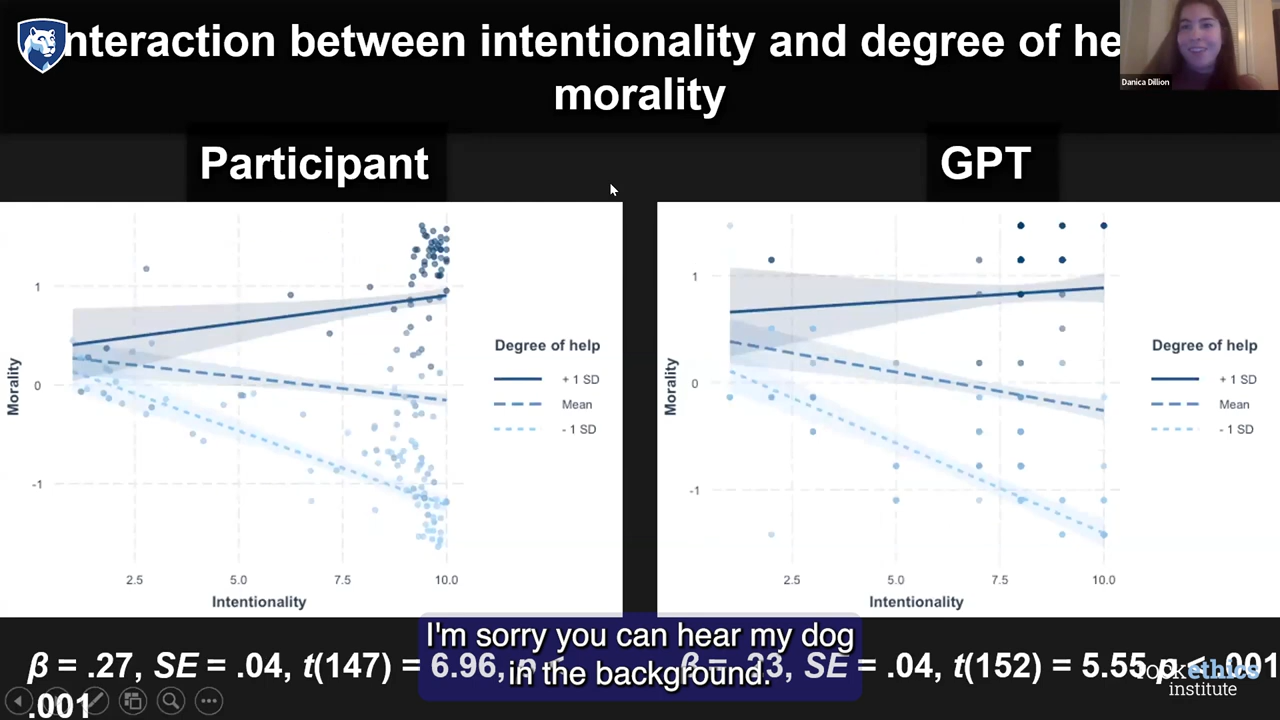 nteraction between intentionality and degree of he
morality
Danica Dillion
Participant
GPT
Morality
1
0
-1
2.5 5.0 7.5 10.0
Intentionality
Degree of help
+ 1 SD
Mean
- 1 SD
Morality
1
0
-1
2.5 5.0 7.5 10.0
Intentionality
Degree of help
+ 1 SD
Mean
- 1 SD
I'm sorry you can hear my dog
in the background.
β = .27, SE = .04, t(147) = 6.96, p <
.001
β = .23, SE = .04, t(152) = 5.55 p < .001
ethics
institute